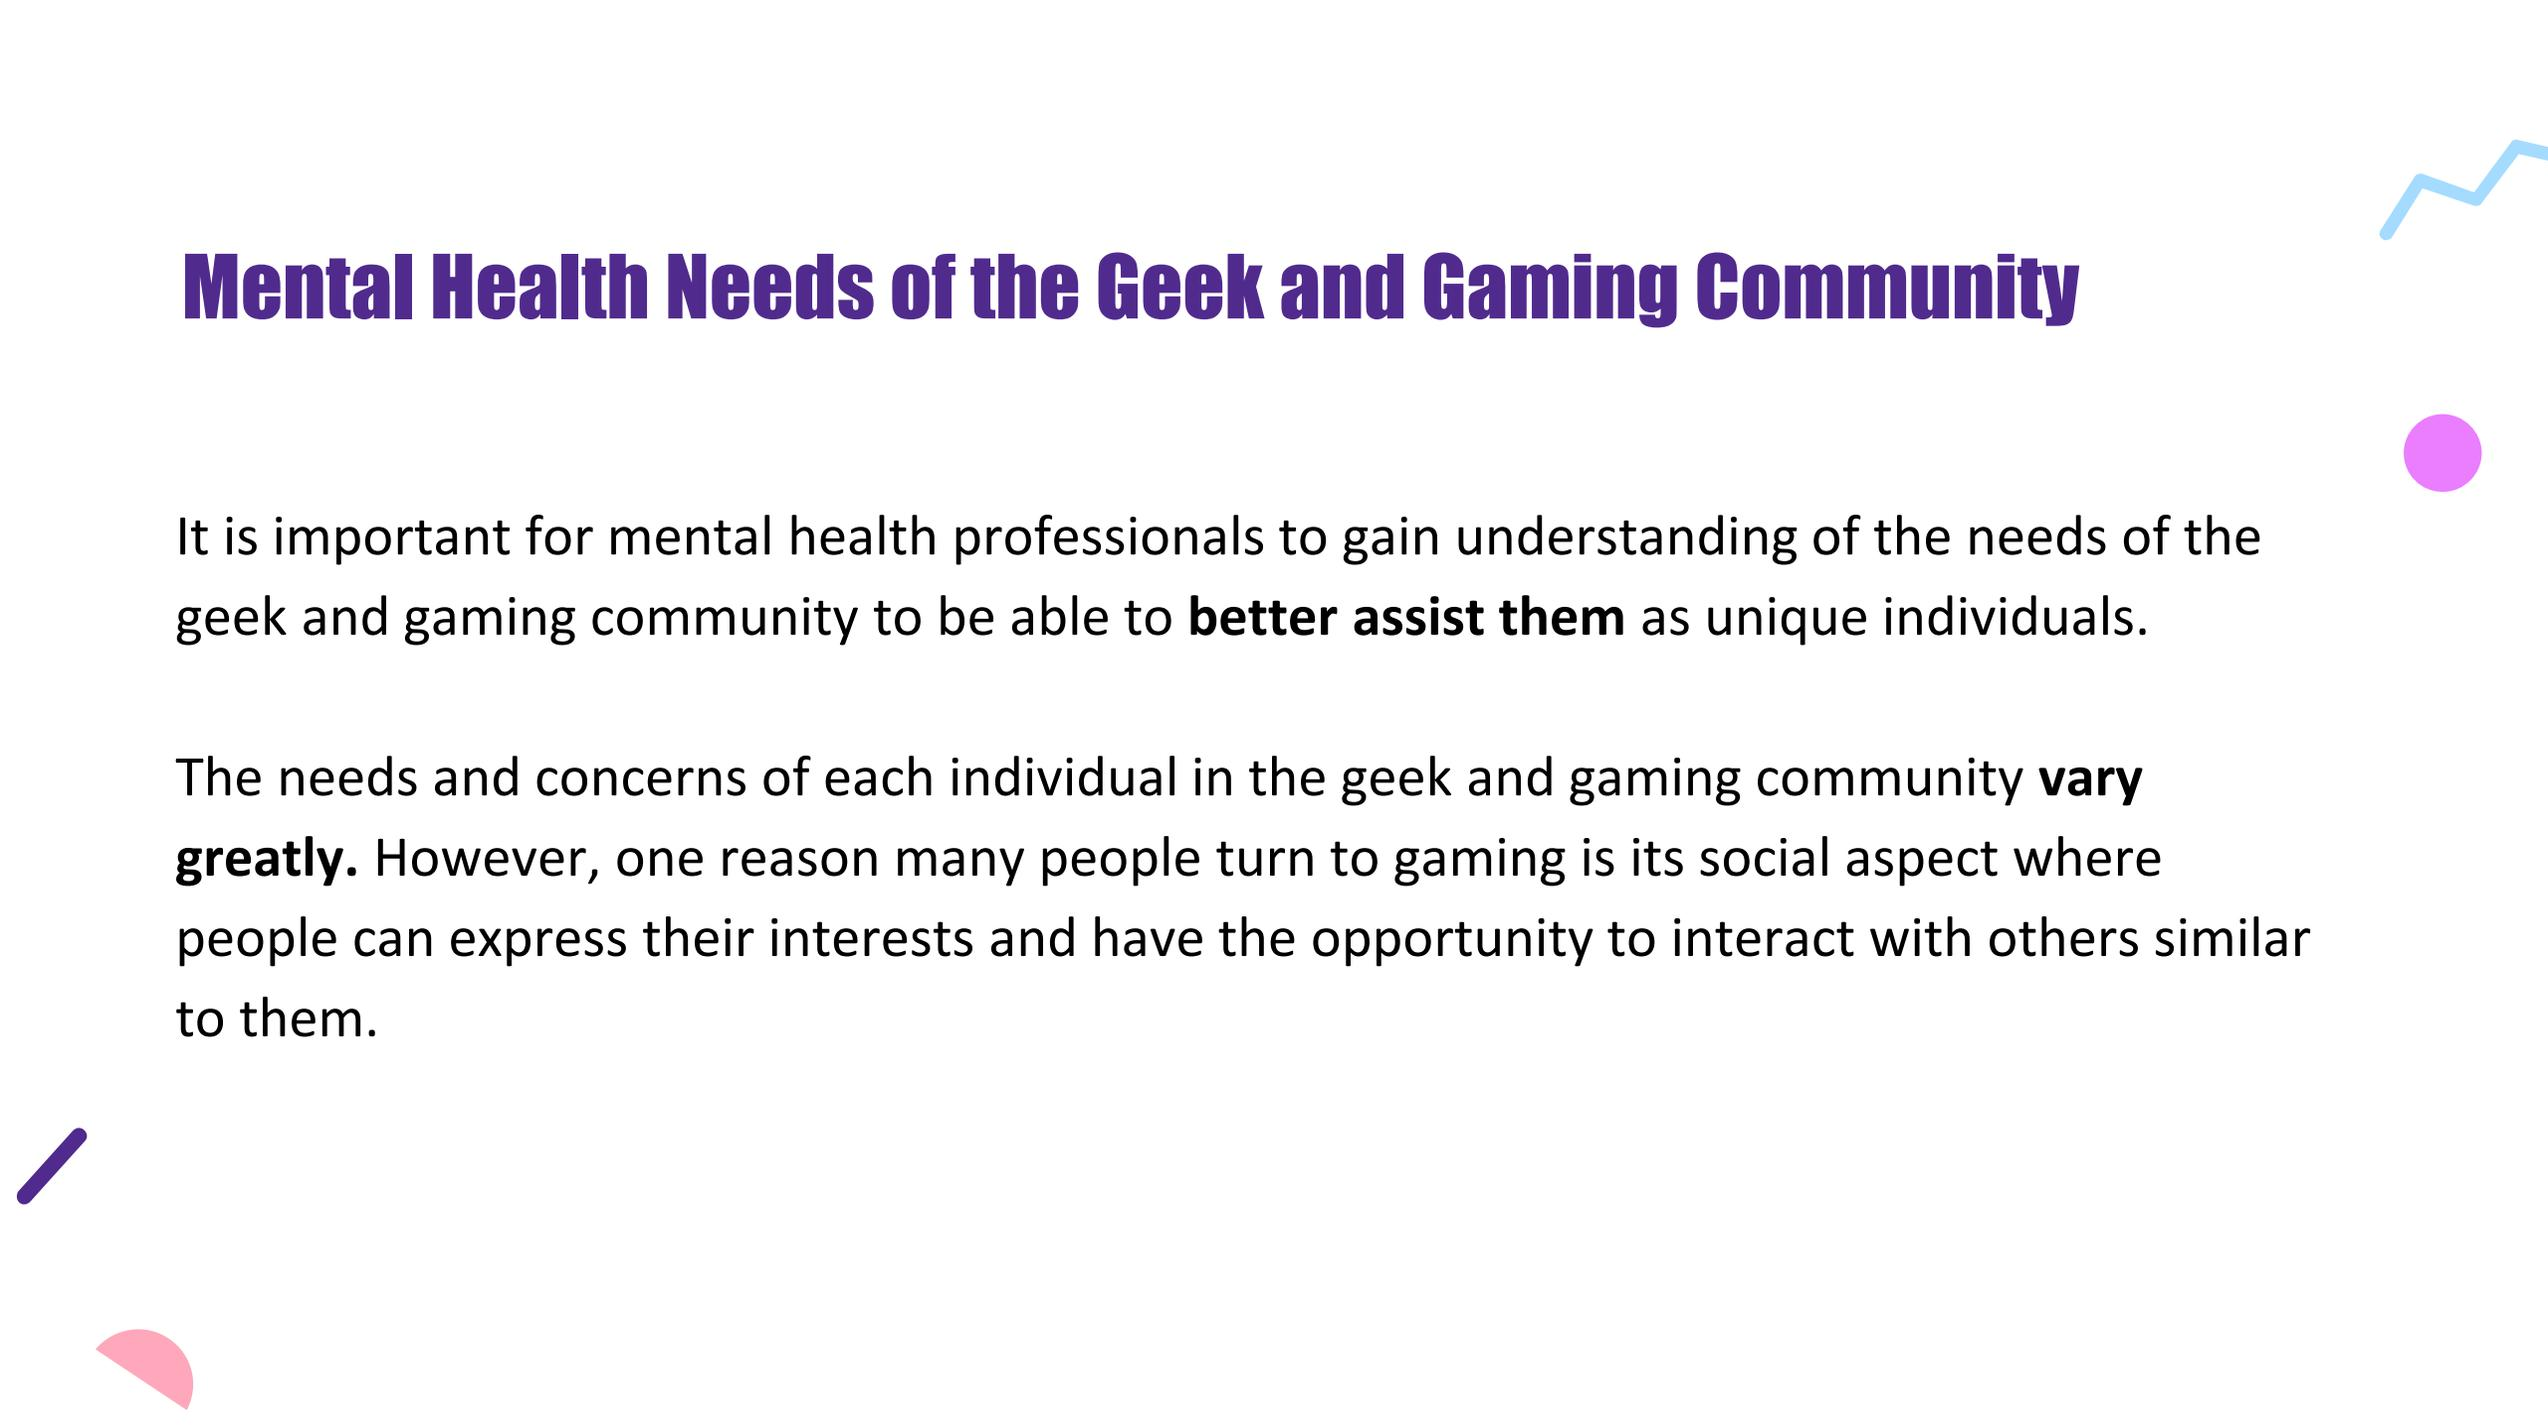 Mental Health Needs of the Geek and Gaming Community
It is important for mental health professionals to gain understanding of the needs of the
geek and gaming community to be able to better assist them as unique individuals.
The needs and concerns of each individual in the geek and gaming community vary
greatly. However, one reason many people turn to gaming is its social aspect where
people can express their interests and have the opportunity to interact with others similar
to them.